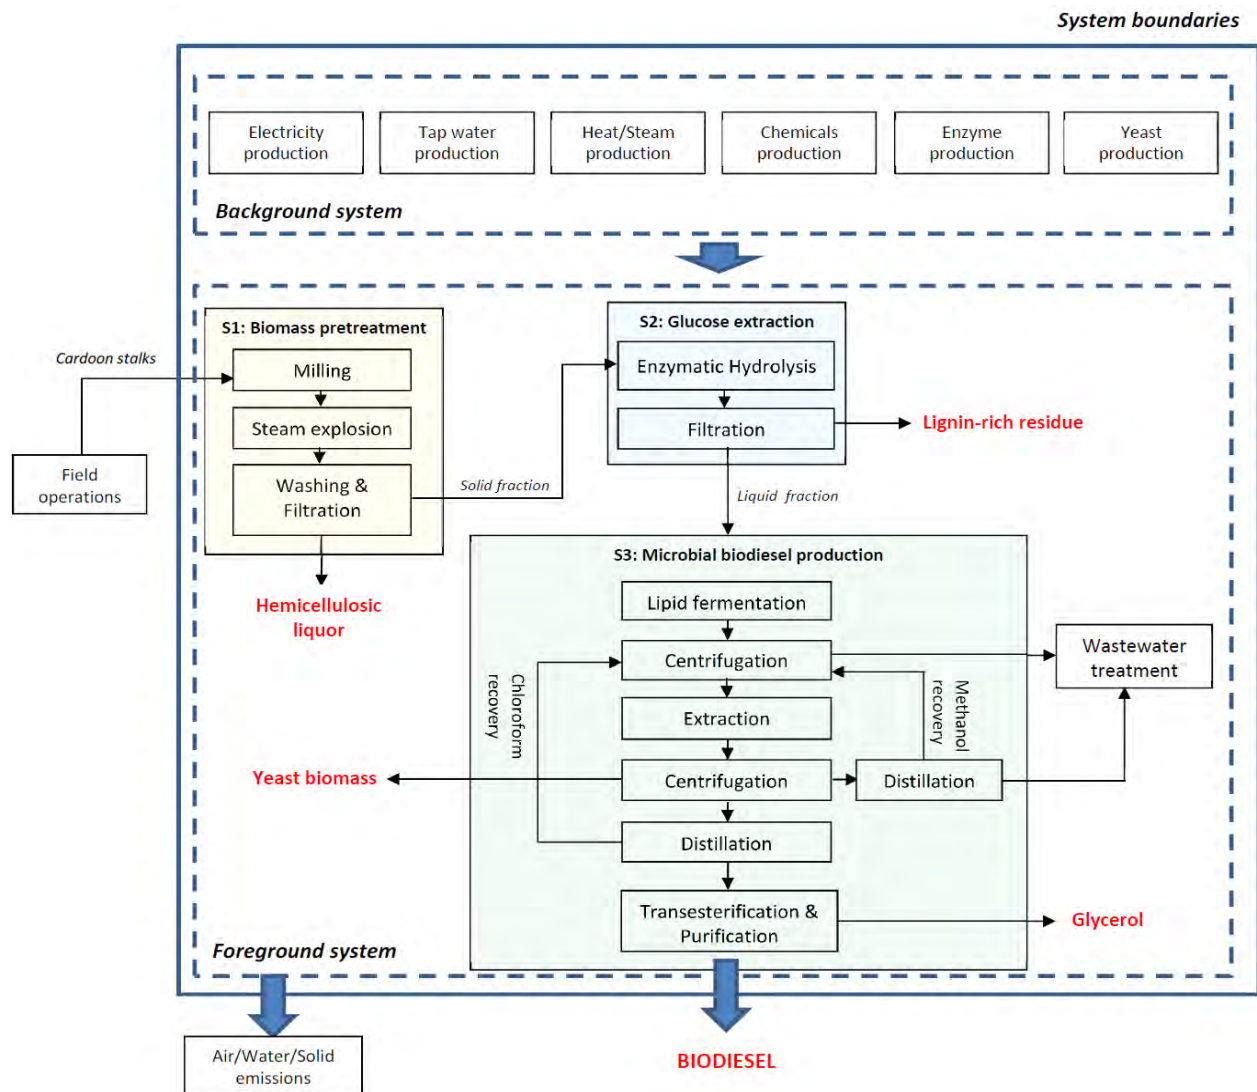 System boundaries
Electricity
production
Tap water
production
Heat/Steam
production
Chemicals
production
Enzyme
production
Yeast
production
Background system
S1: Biomass pretreatment
Cardoon stalks
Milling
Steam explosion
Washing &
Filtration
Field
operations
Solid fraction
Hemicellulosic
liquor
S2: Glucose extraction
Enzymatic Hydrolysis
Filtration
Lignin-rich residue
Liquid fraction
S3: Microbial biodiesel production
Lipid fermentation
Centrifugation
Extraction
Centrifugation
Distillation
Transesterification &
Purification
Chloroform
recovery
Methanol
recovery
Distillation
Wastewater
treatment
Yeast biomass
Glycerol
Foreground system
Air/Water/Solid
emissions
BIODIESEL